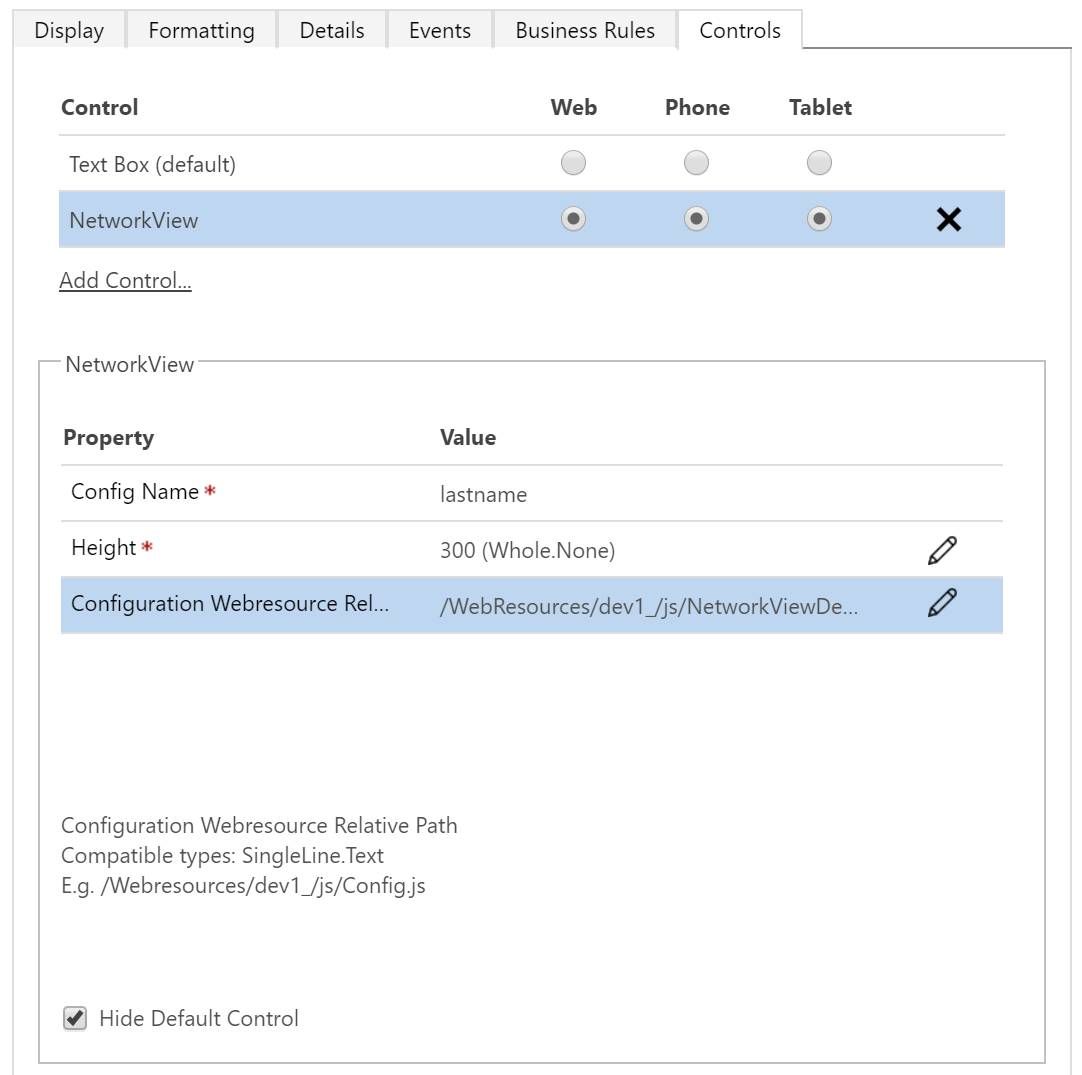 Display Formatting Details Events Business Rules Controls
Control Web Phone Tablet
Text Box (default)
NetworkView
Add Control...
NetworkView
Property Value
Config Name * lastname
Height * 300 (Whole.None)
Configuration Webresource Rel... /WebResources/dev1_/js/NetworkViewDe...
Configuration Webresource Relative Path
Compatible types: SingleLine.Text
E.g. /Webresources/dev1_/js/Config.js
Hide Default Control